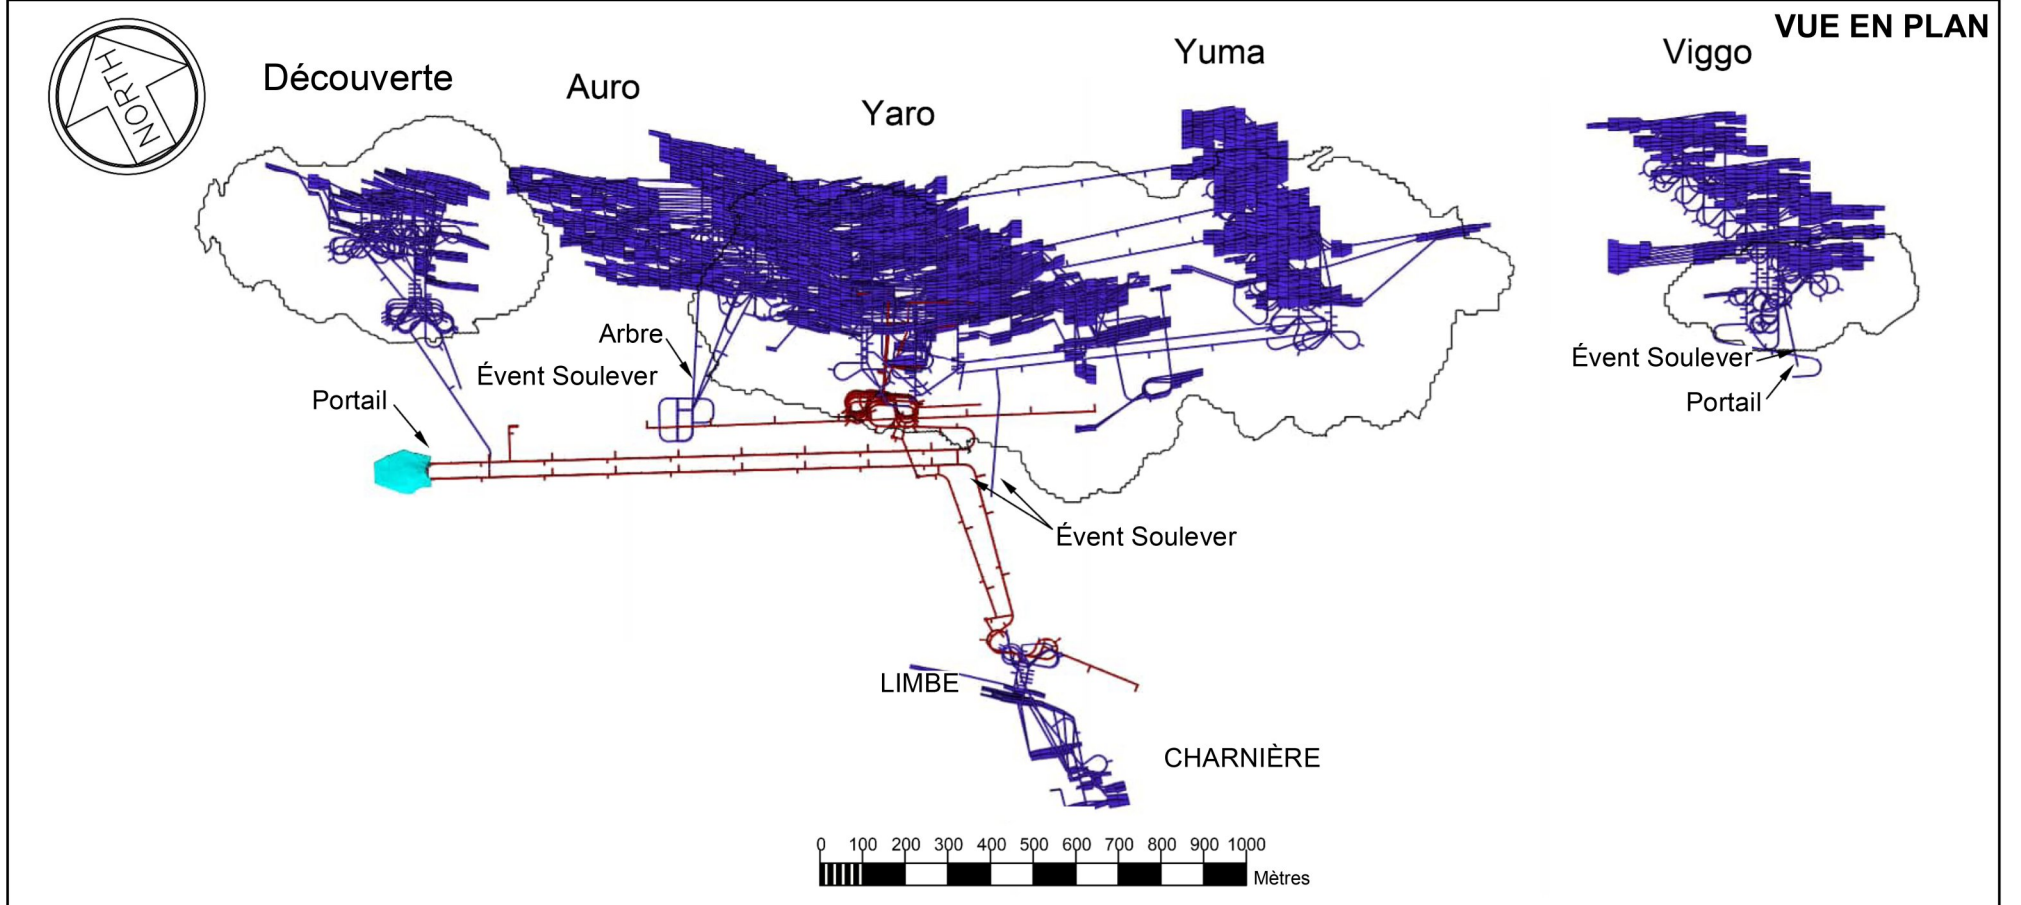 VUE EN PLAN
NORTH
Découverte
Auro
Yaro
Yuma
Viggo
Arbre
Évent Soulever
Portail
Évent Soulever
Portail
Évent Soulever
LIMBE
CHARNIÈRE
0 100 200 300 400 500 600 700 800 900 1000
Mètres